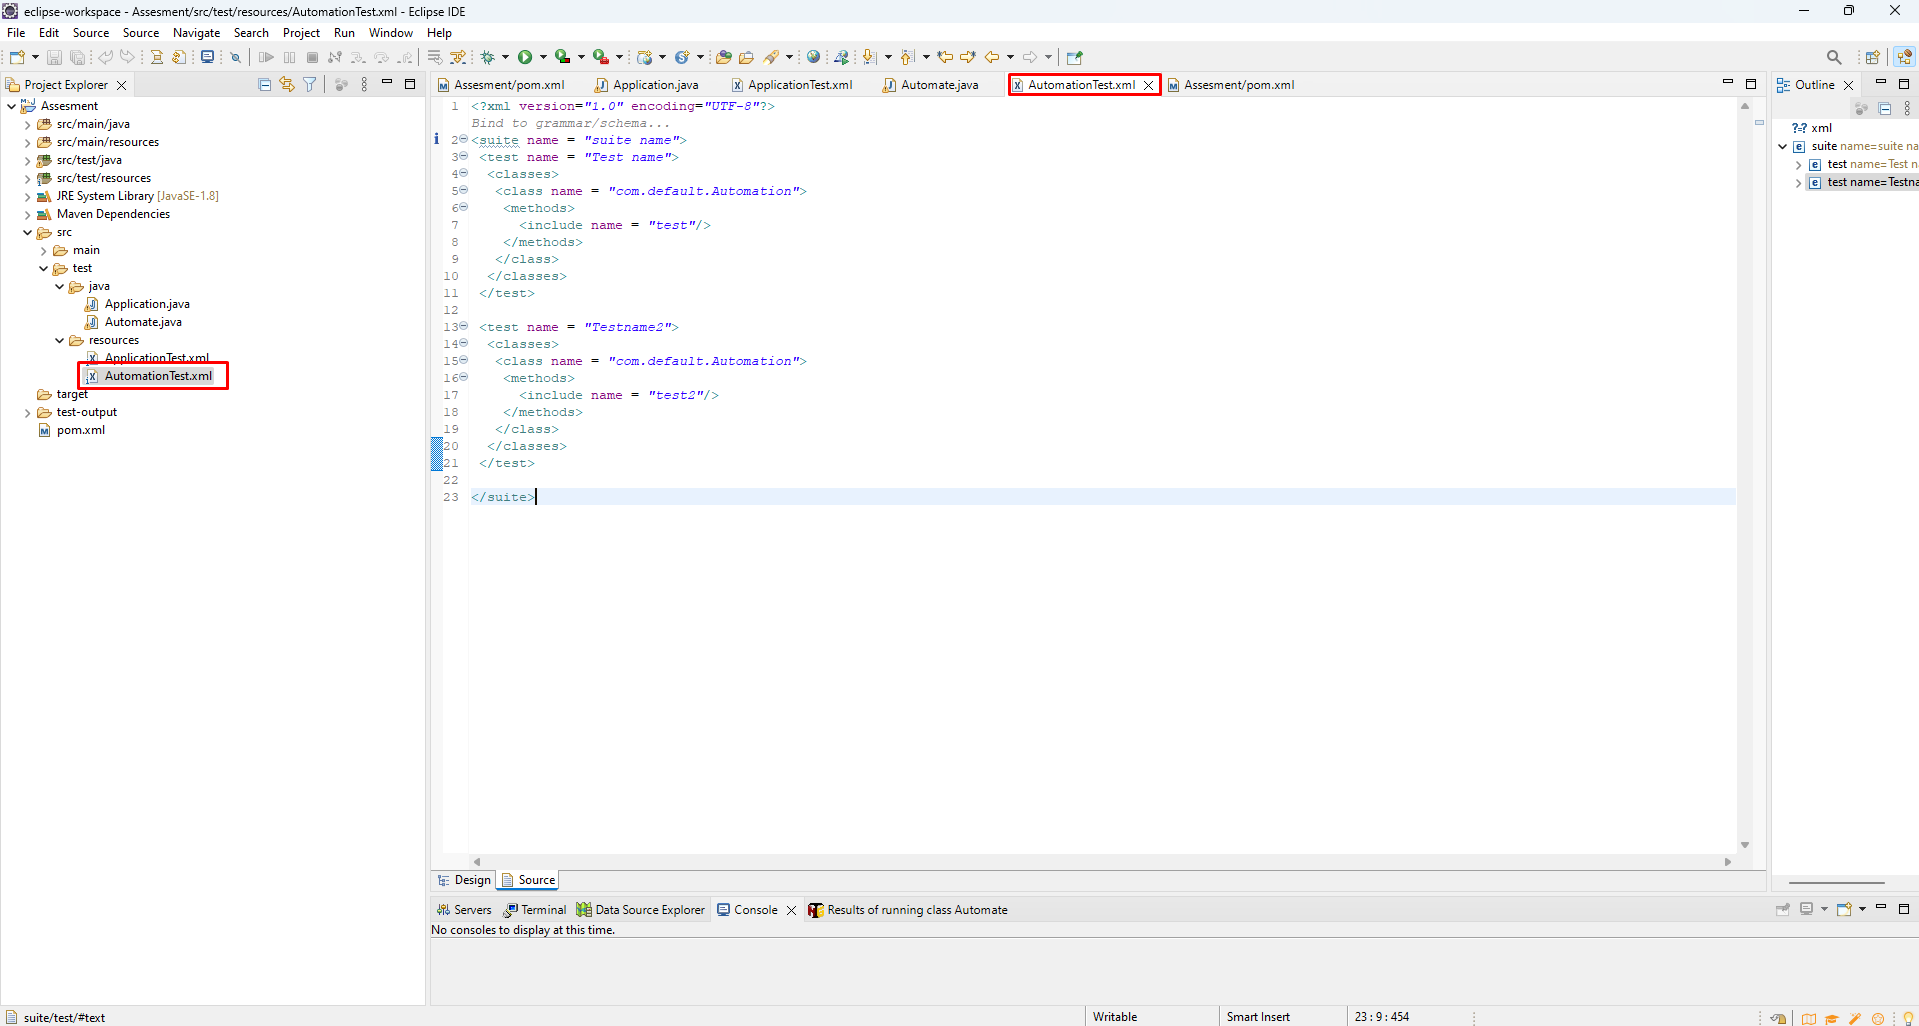 eclipse-workspace - Assesment/src/test/resources/AutomationTest.xml - Eclipse IDE
File Edit Source Source Navigate Search Project Run Window Help
Project Explorer
Assesment
src/main/java
src/main/resources
src/test/java
src/test/resources
JRE System Library [JavaSE-1.8]
Maven Dependencies
src
main
test
java
Application.java
Automate.java
resources
ApplicationTest.xml
AutomationTest.xml
target
test-output
pom.xml
Assesment/pom.xml Application.java ApplicationTest.xml Automate.java AutomationTest.xml Assesment/pom.xml
1 <?xml version="1.0" encoding="UTF-8"?>
Bind to grammar/schema...
2 <suite name = "suite name">
3 <test name = "Test name">
4 <classes>
5 <class name = "com.default.Automation">
6 <methods>
7 <include name = "test"/>
8 </methods>
9 </class>
10 </classes>
11 </test>
12
13 <test name = "Testname2">
14 <classes>
15 <class name = "com.default.Automation">
16 <methods>
17 <include name = "test2"/>
18 </methods>
19 </class>
20 </classes>
21 </test>
22
23 </suite>
Design Source
Outline
?-? xml
e suite name=suite na
e test name=Test n
e test name=Testna
Servers Terminal Data Source Explorer Console Results of running class Automate
No consoles to display at this time.
suite/test/#text Writable Smart Insert 23 : 9 : 454